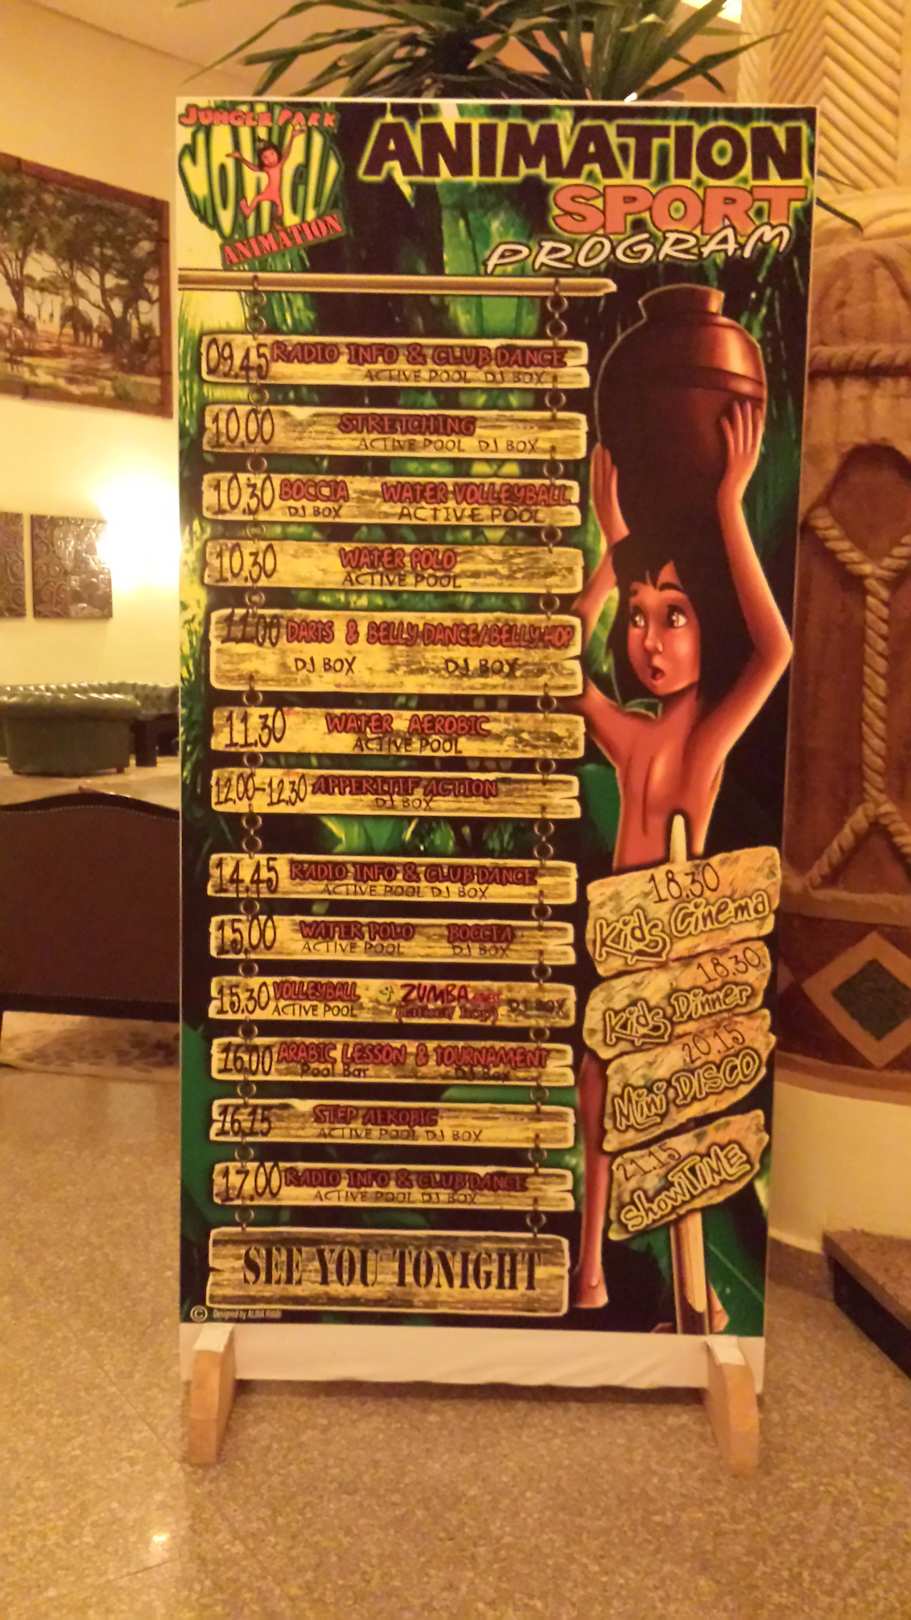 JUNGLE PARK
MOWGLI
ANIMATION
ANIMATION
SPORT
PROGRAM
09.45 RADIO INFO & CLUB DANCE
ACTIVE POOL DJ BOX
10.00 STRETCHING
ACTIVE POOL DJ BOX
10.30 BOCCIA WATER VOLLEYBALL
DJ BOX ACTIVE POOL
10.30 WATER POLO
ACTIVE POOL
11.00 DARTS & BELLY DANCE/BELLY HOP
DJ BOX DJ BOX
11.30 WATER AEROBIC
ACTIVE POOL
12.00-12.30 APPERITIF ACTION
DJ BOX
14.45 RADIO INFO & CLUB DANCE
ACTIVE POOL DJ BOX
15.00 WATER POLO BOCCIA
ACTIVE POOL DJ BOX
15.30 VOLLEYBALL ZUMBA
ACTIVE POOL DJ BOX
16.00 ARABIC LESSON & TOURNAMENT
Pool Bar DJ Box
16.15 STEP AEROBIC
ACTIVE POOL DJ BOX
17.00 RADIO INFO & CLUB DANCE
ACTIVE POOL DJ BOX
SEE YOU TONIGHT
18.30
Kids Cinema
18.30
Kids Dinner
20.15
Mini DISCO
21.15
showTIME
© Designed by